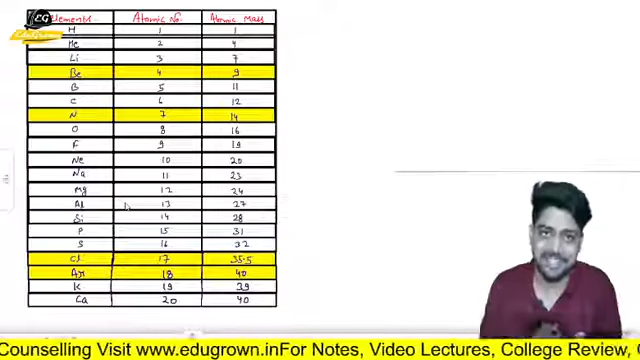 EG
EduGrown
Elements Atomic No. Atomic Mass
H 1 1
He 2 4
Li 3 7
Be 4 9
B 5 11
C 6 12
N 7 14
O 8 16
F 9 19
Ne 10 20
Na 11 23
Mg 12 24
Al 13 27
Si 14 28
P 15 31
S 16 32
Cl 17 35.5
Ar 18 40
K 19 39
Ca 20 40
Counselling Visit www.edugrown.inFor Notes, Video Lectures, College Review,